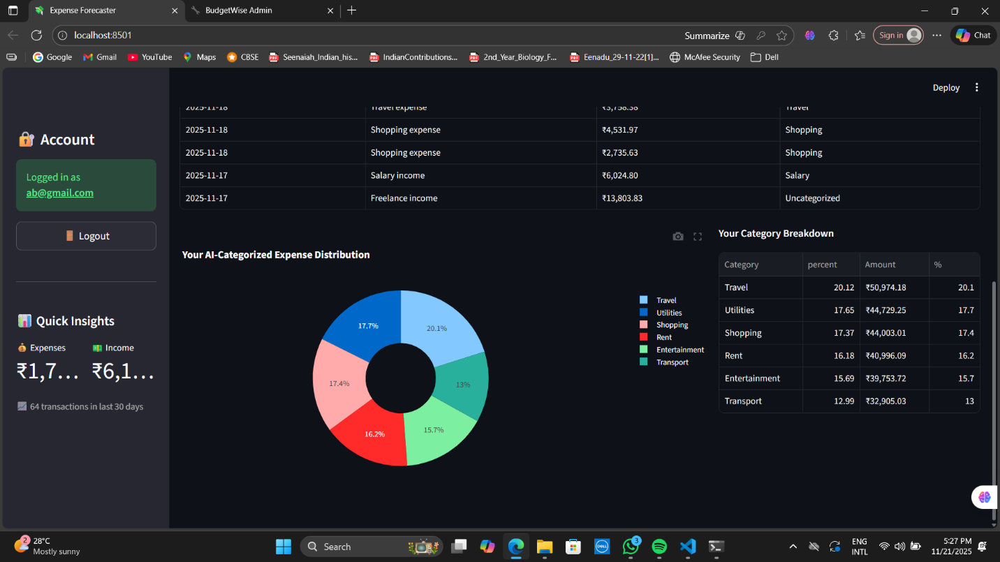 Expense Forecaster
BudgetWise Admin
localhost:8501
Summarize
Sign in
Chat
Google
Gmail
YouTube
Maps
CBSE
Seenaiah_Indian_his...
IndianContributions...
2nd_Year_Biology_F...
Eenadu_29-11-22[1]...
McAfee Security
Dell
Deploy
Account
Logged in as
ab@gmail.com
Logout
Quick Insights
Expenses
Income
₹1,7...
₹6,1...
64 transactions in last 30 days
2025-11-18 Travel expense ₹3,758.38 Travel
2025-11-18 Shopping expense ₹4,531.97 Shopping
2025-11-18 Shopping expense ₹2,735.63 Shopping
2025-11-17 Salary income ₹6,024.80 Salary
2025-11-17 Freelance income ₹13,803.83 Uncategorized
Your AI-Categorized Expense Distribution
20.1%
13%
15.7%
16.2%
17.4%
17.7%
Travel
Utilities
Shopping
Rent
Entertainment
Transport
Your Category Breakdown
Category percent Amount %
Travel 20.12 ₹50,974.18 20.1
Utilities 17.65 ₹44,729.25 17.7
Shopping 17.37 ₹44,003.01 17.4
Rent 16.18 ₹40,996.09 16.2
Entertainment 15.69 ₹39,753.72 15.7
Transport 12.99 ₹32,905.03 13
2
28°C
Mostly sunny
Search
DELL
3
ENG
INTL
5:27 PM
11/21/2025